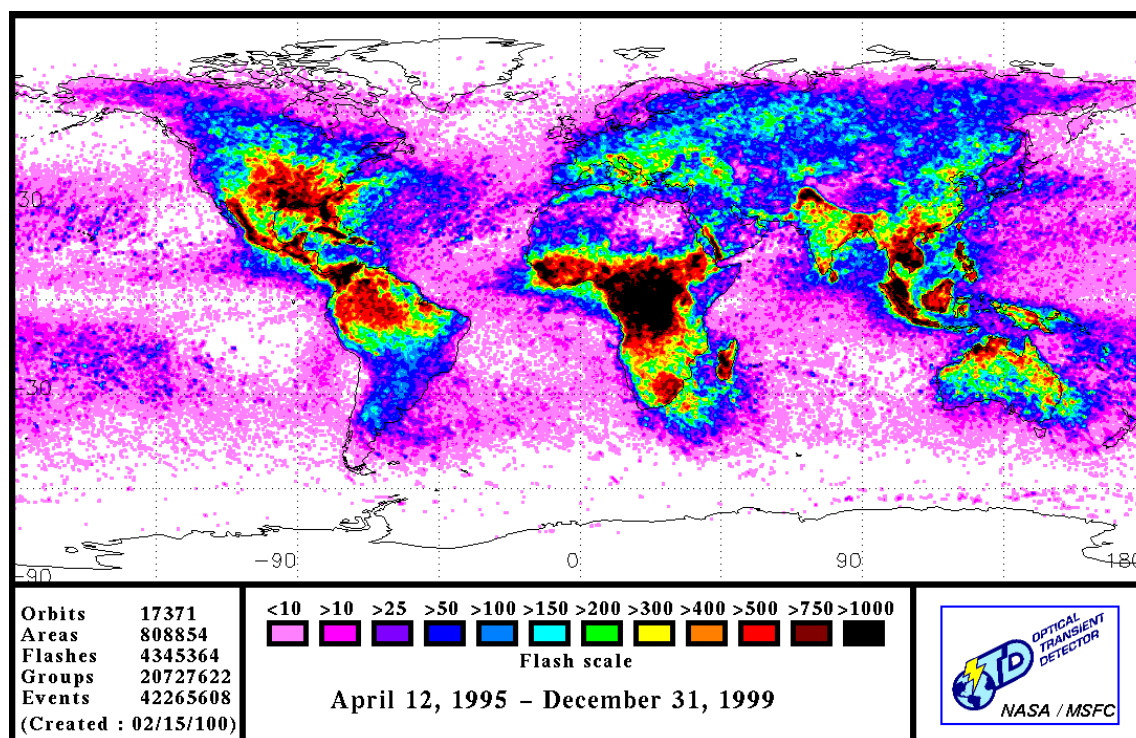 30
-30
-90
-90
0
90
180
Orbits 17371
Areas 808854
Flashes 4345364
Groups 20727622
Events 42265608
(Created : 02/15/100)
<10 >10 >25 >50 >100 >150 >200 >300 >400 >500 >750 >1000
Flash scale
April 12, 1995 – December 31, 1999
OPTICAL
TRANSIENT
DETECTOR
OTD
NASA / MSFC